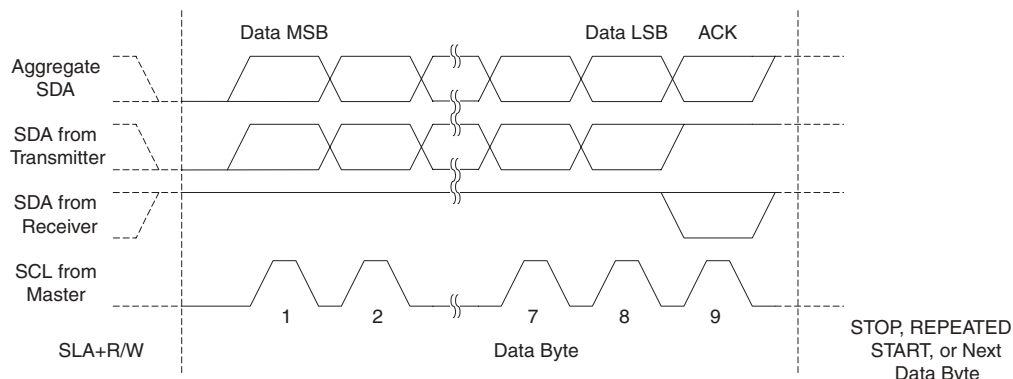 Data MSB
Data LSB
ACK
Aggregate
SDA
SDA from
Transmitter
SDA from
Receiver
SCL from
Master
1
2
7
8
9
SLA+R/W
Data Byte
STOP, REPEATED
START, or Next
Data Byte